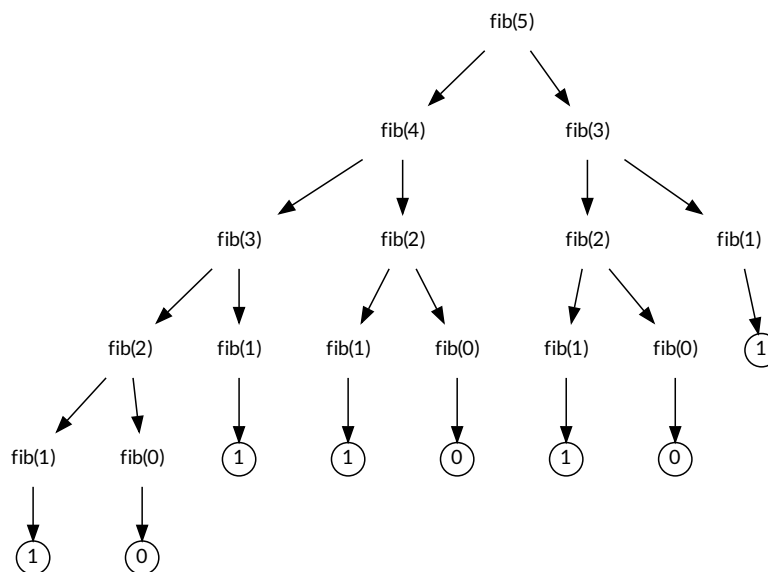 fib(5)
fib(4) fib(3)
fib(3) fib(2) fib(2) fib(1)
fib(2) fib(1) fib(1) fib(0) fib(1) fib(0) 1
fib(1) fib(0) 1 1 0 1 0
1 0